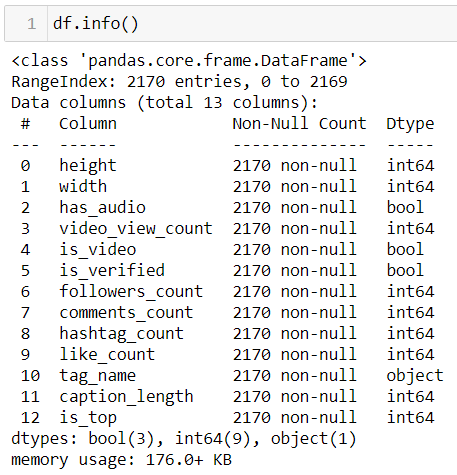 1 df.info()
<class 'pandas.core.frame.DataFrame'>
RangeIndex: 2170 entries, 0 to 2169
Data columns (total 13 columns):
 #   Column            Non-Null Count  Dtype
---  ------            --------------  -----
 0   height            2170 non-null   int64
 1   width             2170 non-null   int64
 2   has_audio         2170 non-null   bool
 3   video_view_count  2170 non-null   int64
 4   is_video          2170 non-null   bool
 5   is_verified       2170 non-null   bool
 6   followers_count   2170 non-null   int64
 7   comments_count    2170 non-null   int64
 8   hashtag_count     2170 non-null   int64
 9   like_count        2170 non-null   int64
 10  tag_name          2170 non-null   object
 11  caption_length    2170 non-null   int64
 12  is_top            2170 non-null   int64
dtypes: bool(3), int64(9), object(1)
memory usage: 176.0+ KB